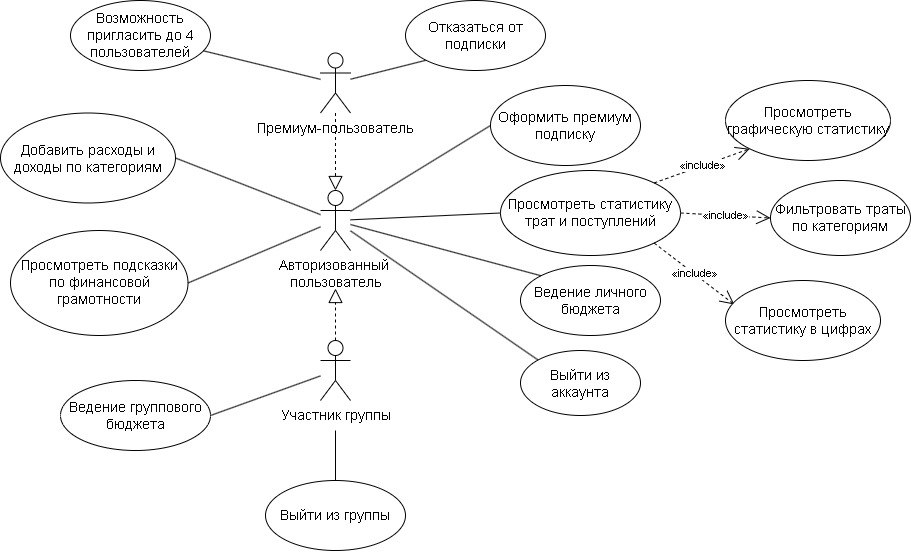 Возможность
пригласить до 4
пользователей
Отказаться от
подписки
Премиум-пользователь
Оформить премиум
подписку
Просмотреть
графическую статистику
Добавить расходы и
доходы по категориям
«include»
Просмотреть статистику
трат и поступлений
«include»
Фильтровать траты
по категориям
Авторизованный
пользователь
Просмотреть подсказки
по финансовой
грамотности
«include»
Ведение личного
бюджета
Просмотреть
статистику в цифрах
Выйти из
аккаунта
Ведение группового
бюджета
Участник группы
Выйти из группы